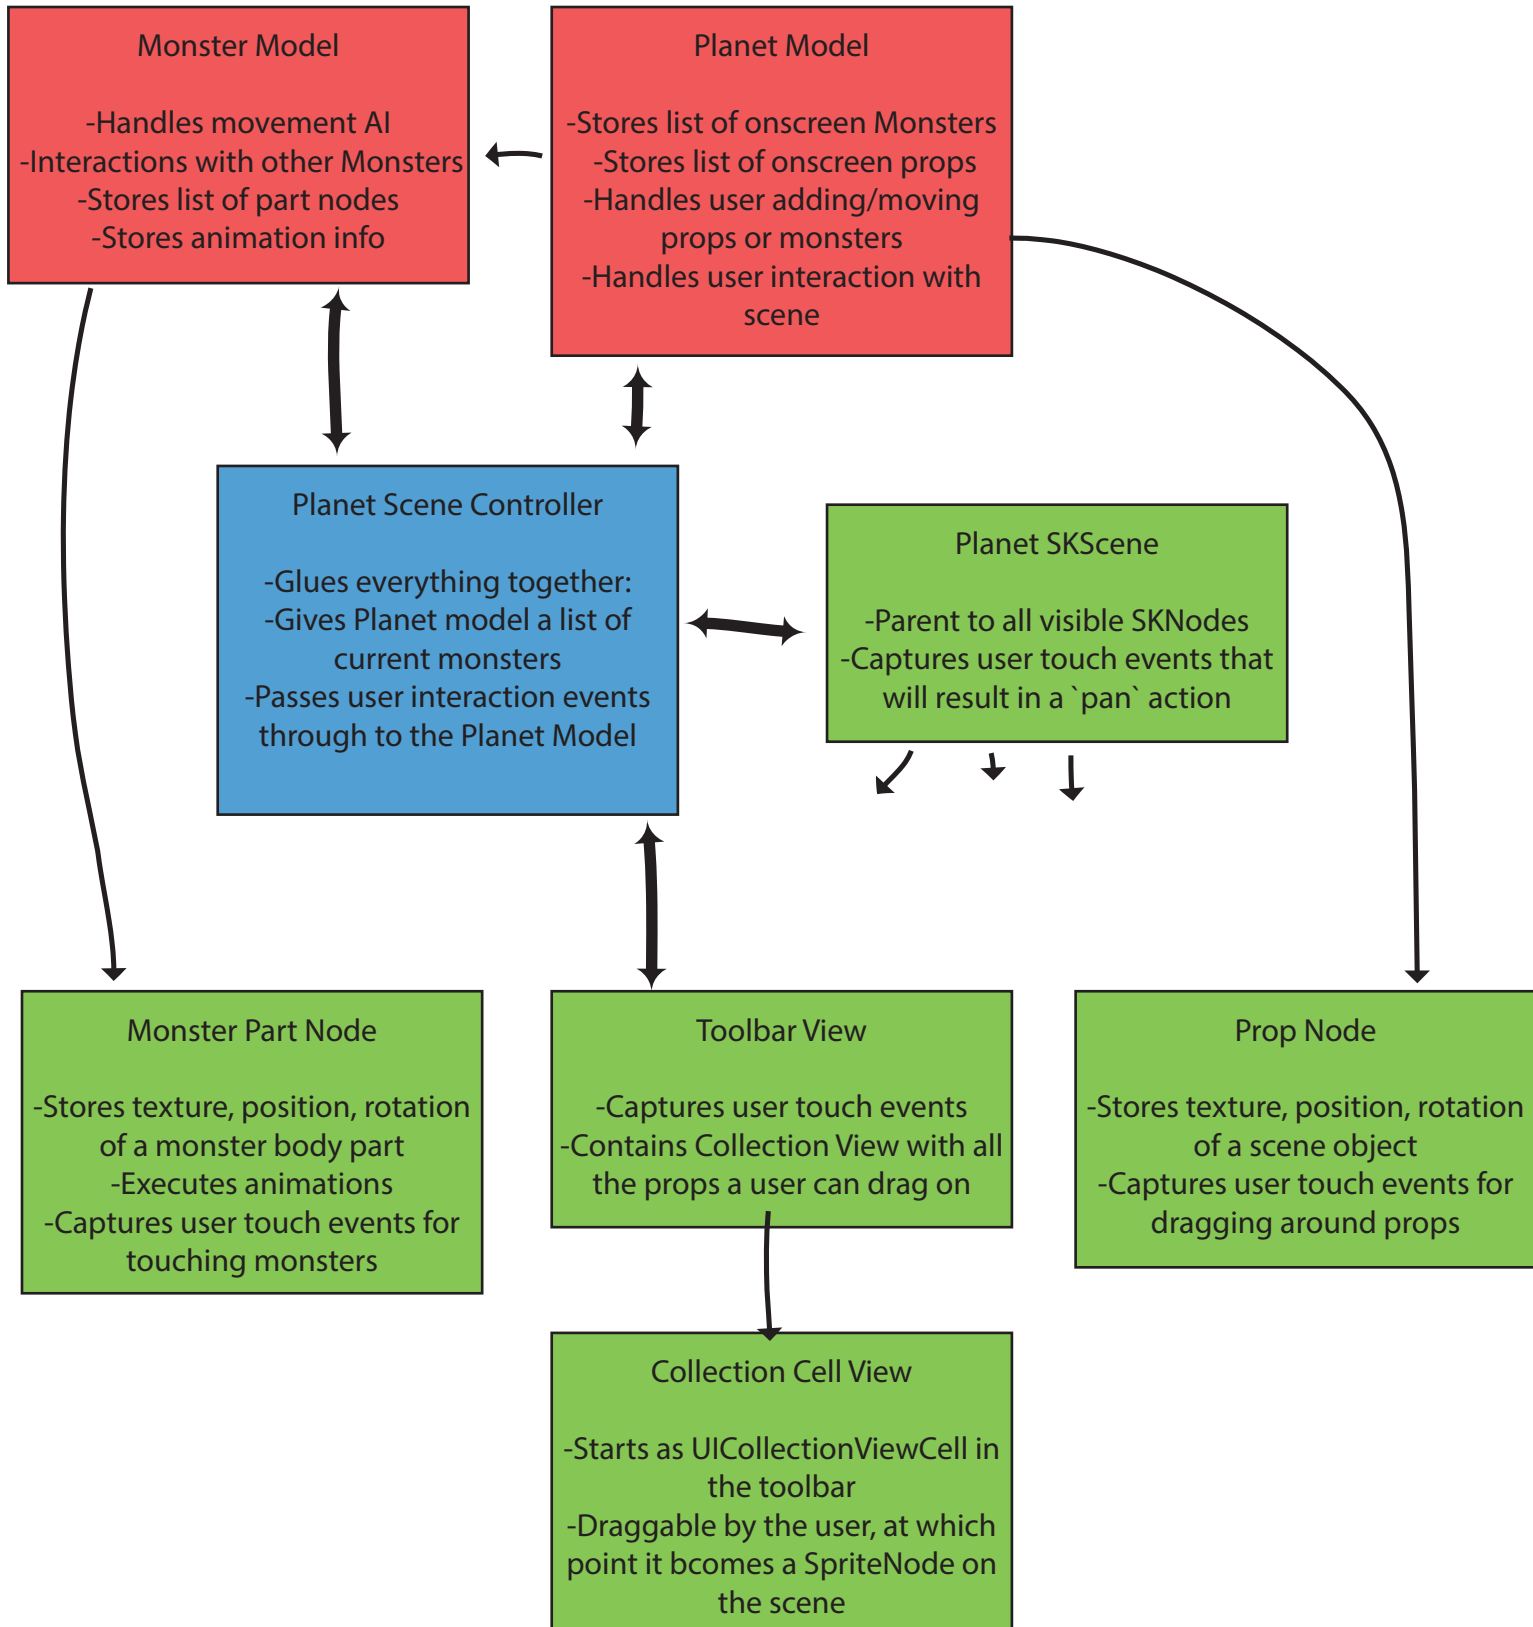 Monster Model
-Handles movement AI
-Interactions with other Monsters
-Stores list of part nodes
-Stores animation info
Planet Model
-Stores list of onscreen Monsters
-Stores list of onscreen props
-Handles user adding/moving
props or monsters
-Handles user interaction with
scene
Planet Scene Controller
-Glues everything together:
-Gives Planet model a list of
current monsters
-Passes user interaction events
through to the Planet Model
Planet SKScene
-Parent to all visible SKNodes
-Captures user touch events that
will result in a `pan` action
Monster Part Node
-Stores texture, position, rotation
of a monster body part
-Executes animations
-Captures user touch events for
touching monsters
Toolbar View
-Captures user touch events
-Contains Collection View with all
the props a user can drag on
Prop Node
-Stores texture, position, rotation
of a scene object
-Captures user touch events for
dragging around props
Collection Cell View
-Starts as UICollectionViewCell in
the toolbar
-Draggable by the user, at which
point it bcomes a SpriteNode on
the scene